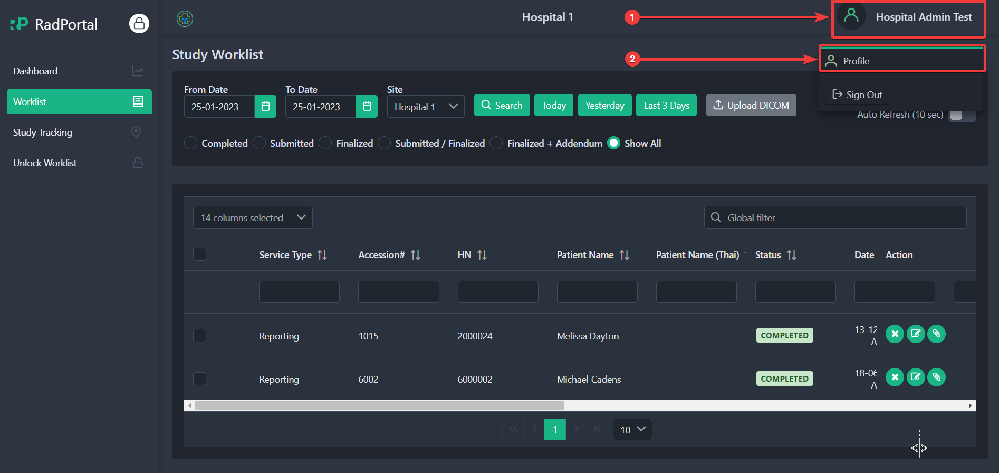 RadPortal
Hospital 1
1
Hospital Admin Test
Dashboard
Worklist
Study Tracking
Unlock Worklist
Study Worklist
2
Profile
Sign Out
From Date
To Date
Site
25-01-2023
25-01-2023
Hospital 1
Search
Today
Yesterday
Last 3 Days
Upload DICOM
Auto Refresh (10 sec)
Completed
Submitted
Finalized
Submitted / Finalized
Finalized + Addendum
Show All
14 columns selected
Global filter
Service Type
Accession#
HN
Patient Name
Patient Name (Thai)
Status
Date
Action
Reporting
1015
2000024
Melissa Dayton
COMPLETED
13-12
A
Reporting
6002
6000002
Michael Cadens
COMPLETED
18-06
A
1
10